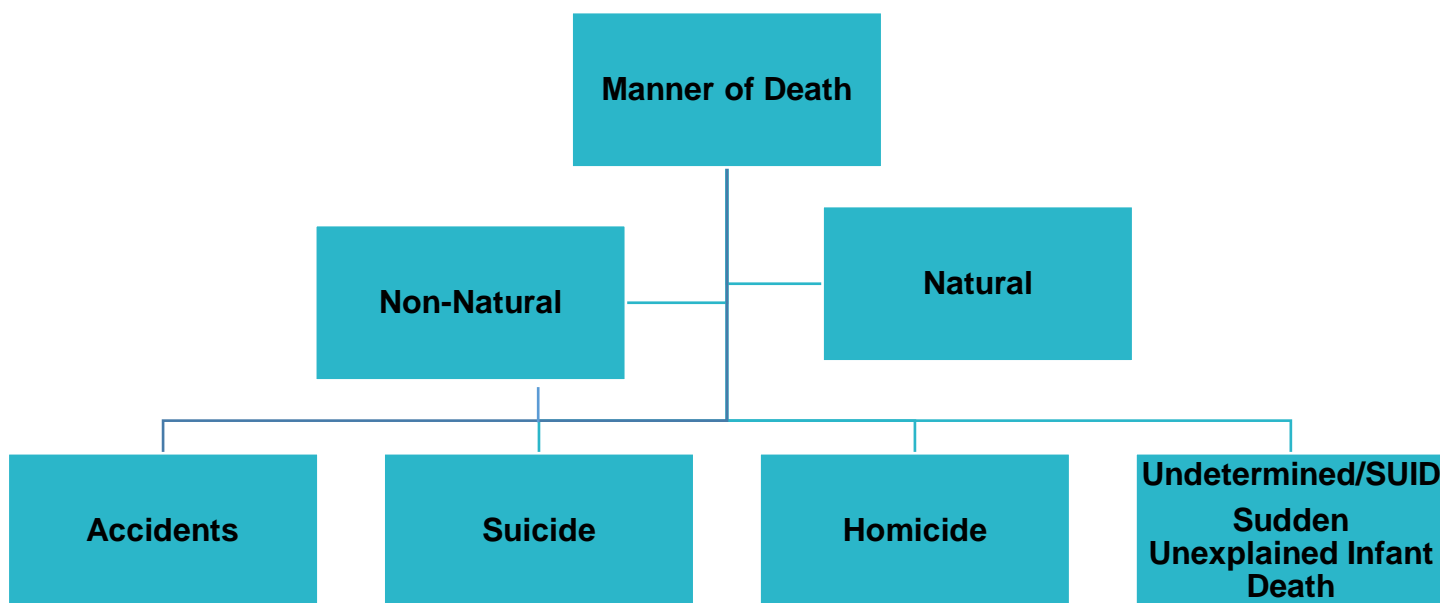 Manner of Death
Non-Natural
Natural
Accidents
Suicide
Homicide
Undetermined/SUID
Sudden
Unexplained Infant
Death